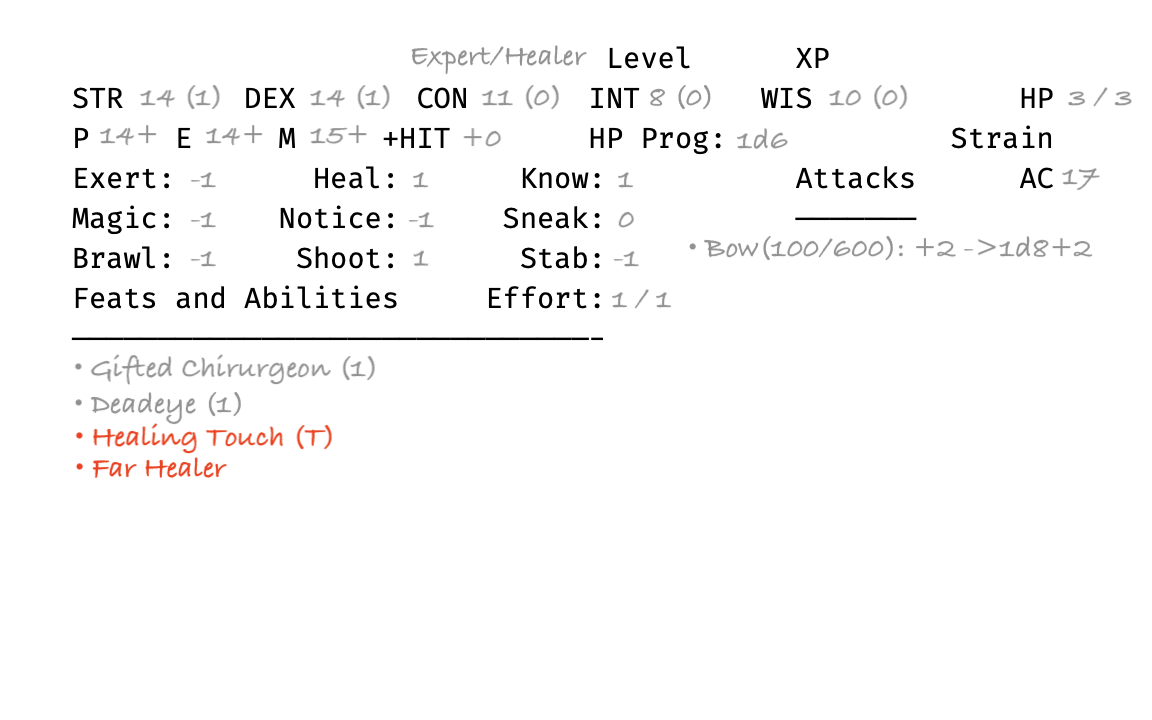 Expert/Healer Level XP
STR 14 (1) DEX 14 (1) CON 11 (0) INT 8 (0) WIS 10 (0) HP 3 / 3
P 14+ E 14+ M 15+ +HIT +0 HP Prog: 1d6 Strain
Exert: -1 Heal: 1 Know: 1 Attacks AC 17
Magic: -1 Notice: -1 Sneak: 0
Brawl: -1 Shoot: 1 Stab: -1 • Bow(100/600): +2 ->1d8+2
Feats and Abilities Effort: 1 / 1
• Gifted Chirurgeon (1)
• Deadeye (1)
• Healing Touch (T)
• Far Healer